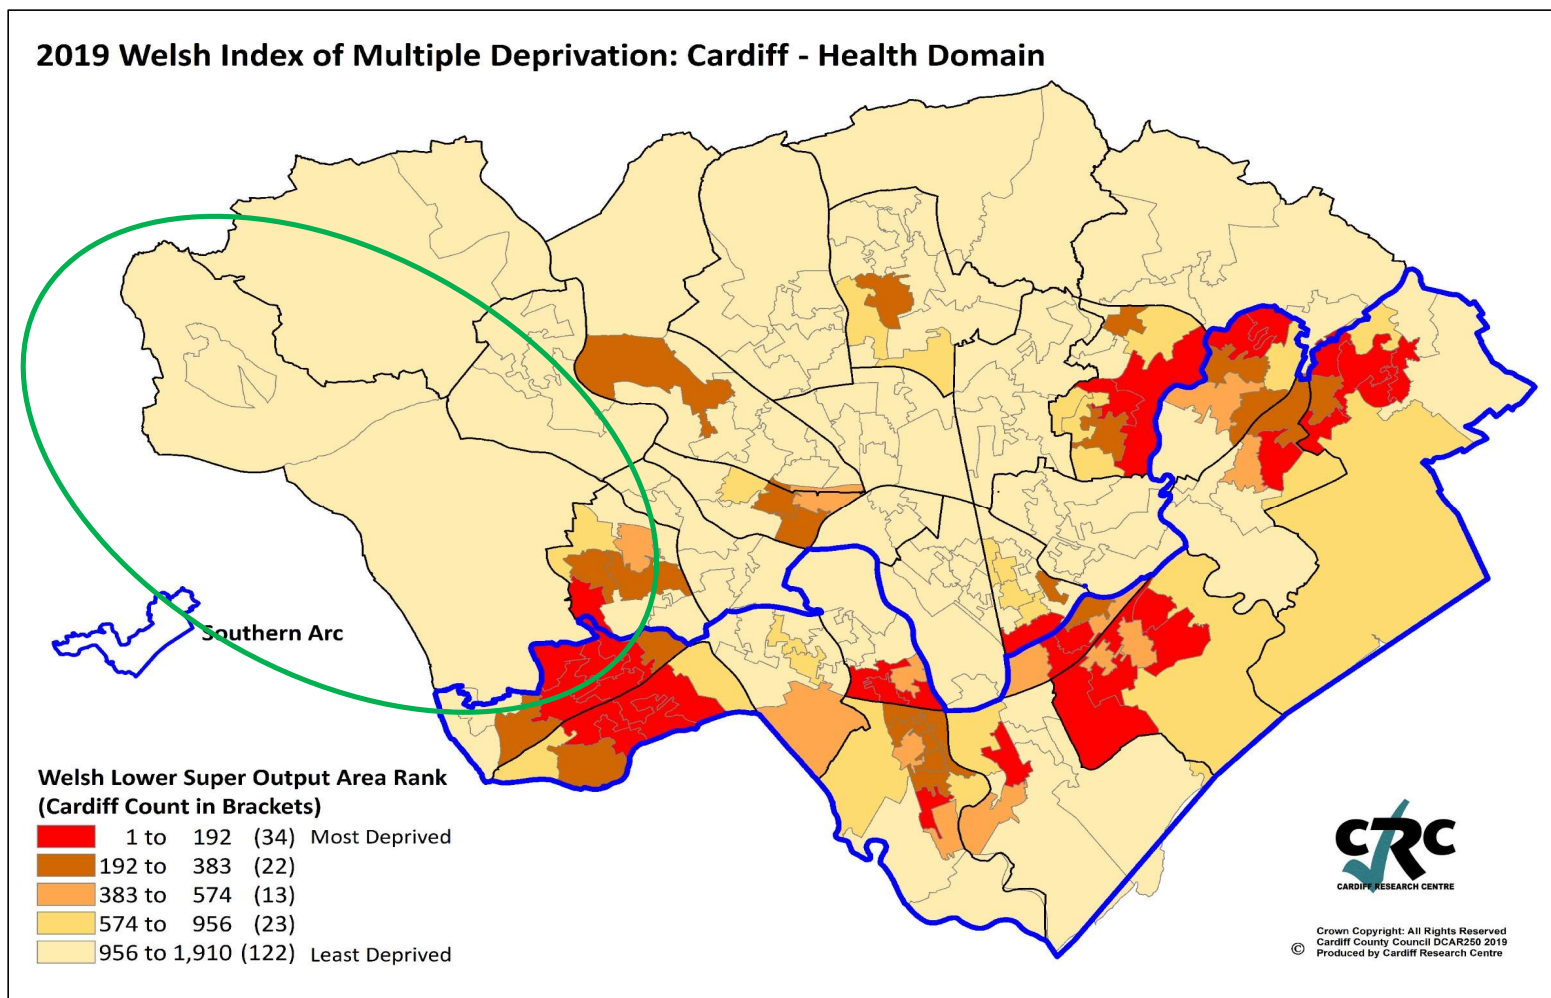 2019 Welsh Index of Multiple Deprivation: Cardiff - Health Domain
Southern Arc
Welsh Lower Super Output Area Rank
(Cardiff Count in Brackets)
1 to 192 (34) Most Deprived
192 to 383 (22)
383 to 574 (13)
574 to 956 (23)
956 to 1,910 (122) Least Deprived
CRC
CARDIFF RESEARCH CENTRE
Crown Copyright: All Rights Reserved
© Cardiff County Council DCAR250 2019
Produced by Cardiff Research Centre